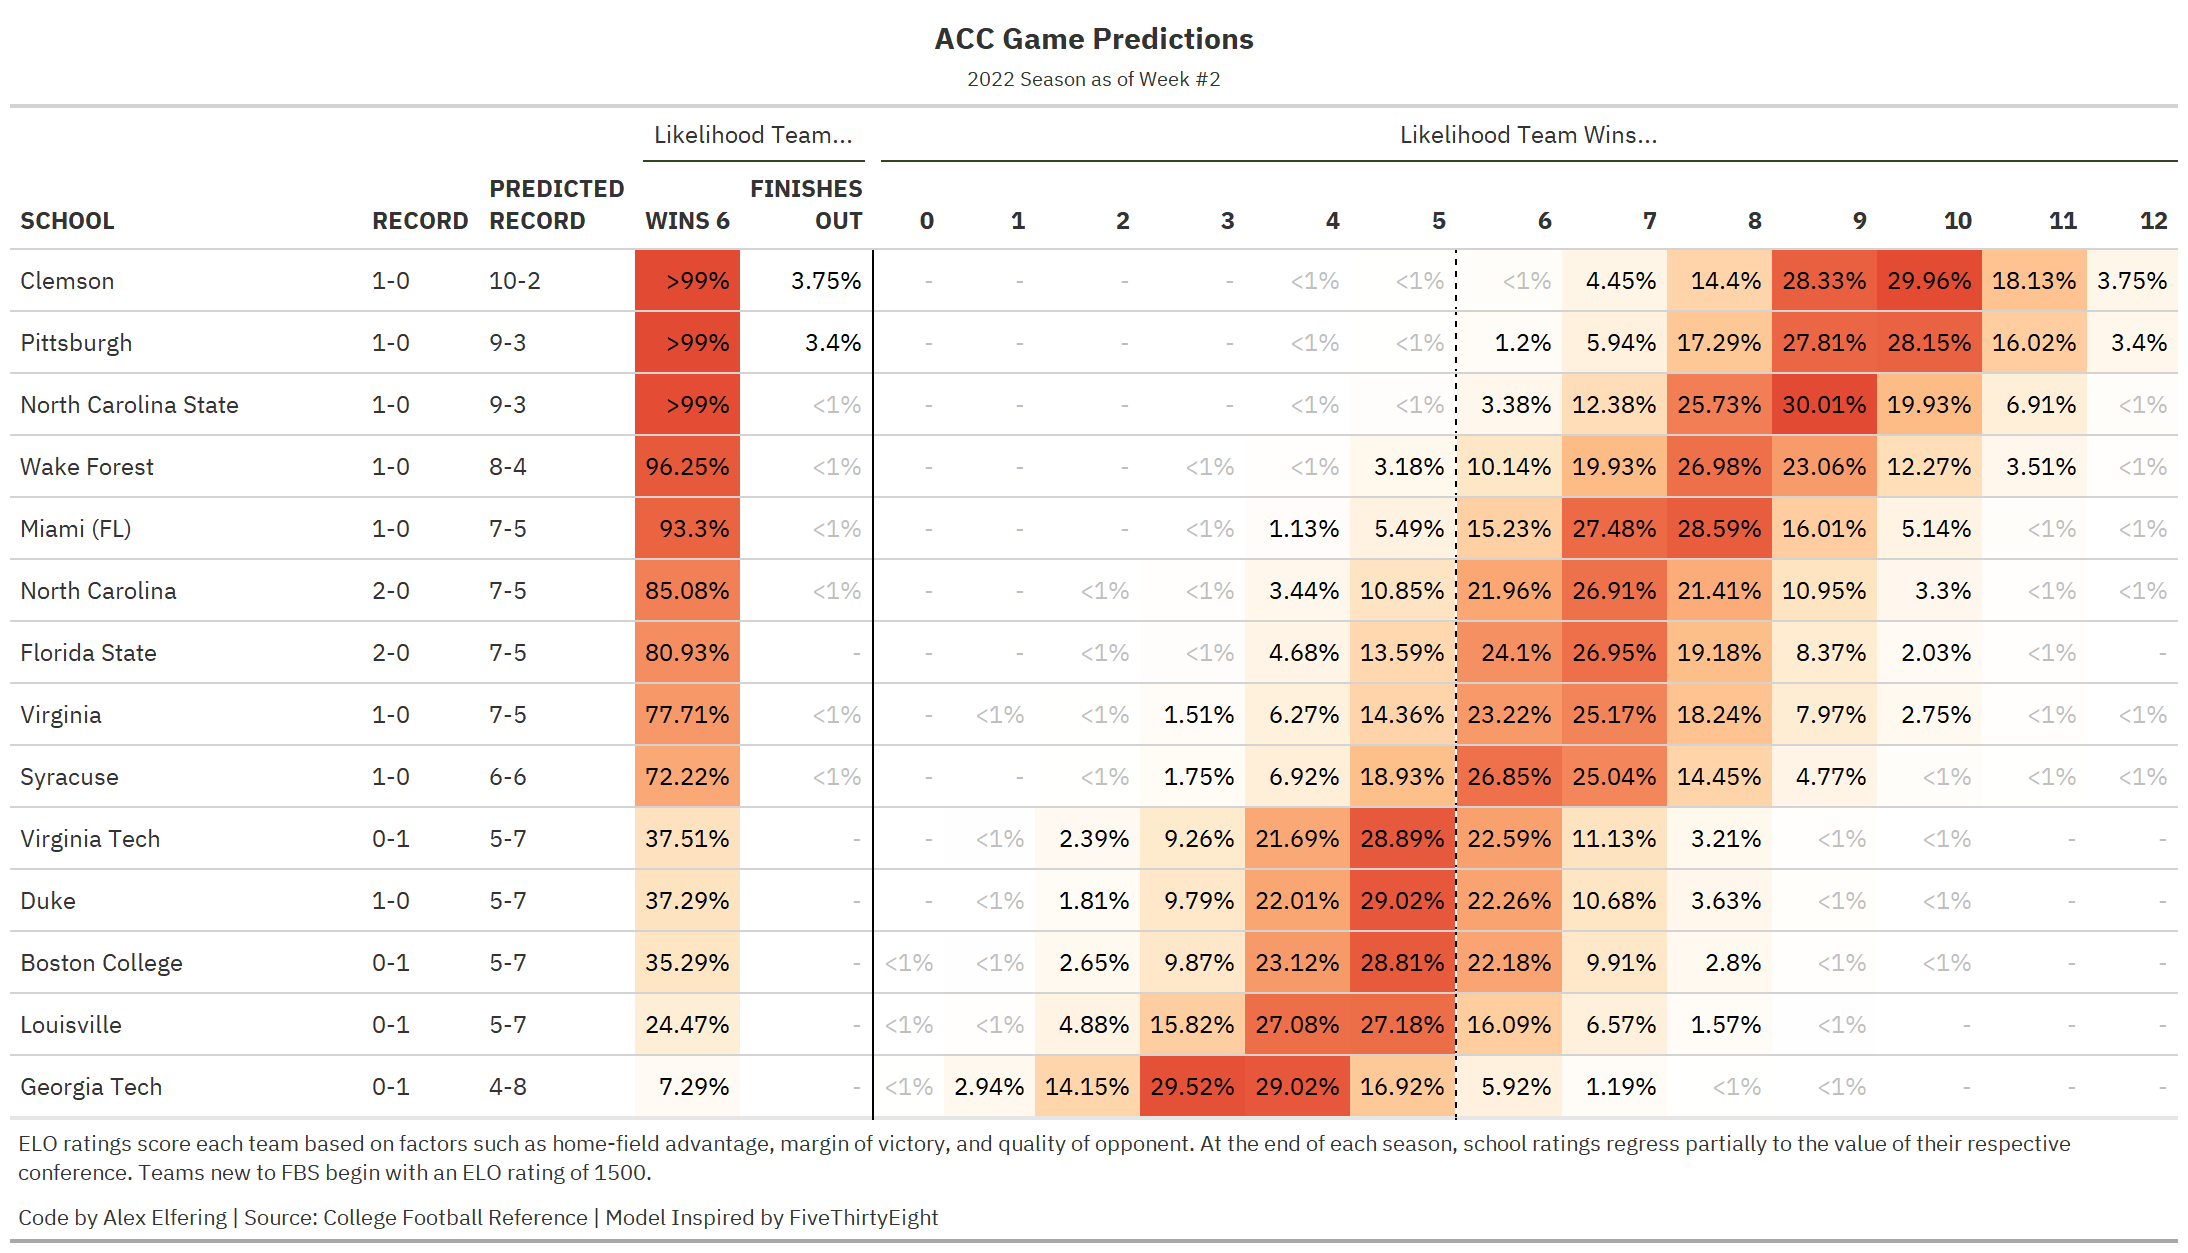 ACC Game Predictions
2022 Season as of Week #2
Likelihood Team... Likelihood Team Wins...
SCHOOL RECORD PREDICTED RECORD WINS 6 FINISHES OUT 0 1 2 3 4 5 6 7 8 9 10 11 12
Clemson 1-0 10-2 >99% 3.75% - - - - <1% <1% <1% 4.45% 14.4% 28.33% 29.96% 18.13% 3.75%
Pittsburgh 1-0 9-3 >99% 3.4% - - - - <1% <1% 1.2% 5.94% 17.29% 27.81% 28.15% 16.02% 3.4%
North Carolina State 1-0 9-3 >99% <1% - - - - <1% <1% 3.38% 12.38% 25.73% 30.01% 19.93% 6.91% <1%
Wake Forest 1-0 8-4 96.25% <1% - - - <1% <1% 3.18% 10.14% 19.93% 26.98% 23.06% 12.27% 3.51% <1%
Miami (FL) 1-0 7-5 93.3% <1% - - - <1% 1.13% 5.49% 15.23% 27.48% 28.59% 16.01% 5.14% <1% <1%
North Carolina 2-0 7-5 85.08% <1% - - <1% <1% 3.44% 10.85% 21.96% 26.91% 21.41% 10.95% 3.3% <1% <1%
Florida State 2-0 7-5 80.93% - - - <1% <1% 4.68% 13.59% 24.1% 26.95% 19.18% 8.37% 2.03% <1% -
Virginia 1-0 7-5 77.71% <1% - <1% <1% 1.51% 6.27% 14.36% 23.22% 25.17% 18.24% 7.97% 2.75% <1% <1%
Syracuse 1-0 6-6 72.22% <1% - - <1% 1.75% 6.92% 18.93% 26.85% 25.04% 14.45% 4.77% <1% <1% <1%
Virginia Tech 0-1 5-7 37.51% - - <1% 2.39% 9.26% 21.69% 28.89% 22.59% 11.13% 3.21% <1% <1% - -
Duke 1-0 5-7 37.29% - - <1% 1.81% 9.79% 22.01% 29.02% 22.26% 10.68% 3.63% <1% <1% - -
Boston College 0-1 5-7 35.29% - <1% <1% 2.65% 9.87% 23.12% 28.81% 22.18% 9.91% 2.8% <1% <1% - -
Louisville 0-1 5-7 24.47% - <1% <1% 4.88% 15.82% 27.08% 27.18% 16.09% 6.57% 1.57% <1% - - -
Georgia Tech 0-1 4-8 7.29% - <1% 2.94% 14.15% 29.52% 29.02% 16.92% 5.92% 1.19% <1% <1% - - -
ELO ratings score each team based on factors such as home-field advantage, margin of victory, and quality of opponent. At the end of each season, school ratings regress partially to the value of their respective
conference. Teams new to FBS begin with an ELO rating of 1500.
Code by Alex Elfering | Source: College Football Reference | Model Inspired by FiveThirtyEight